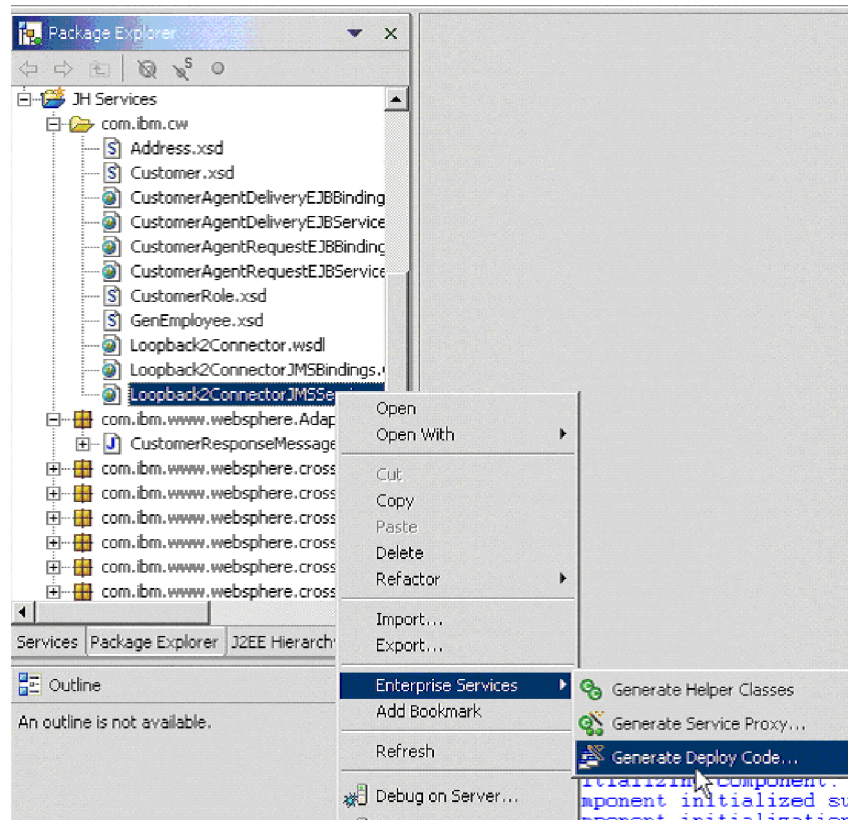 Package Explorer
JH Services
com.ibm.cw
Address.xsd
Customer.xsd
CustomerAgentDeliveryEJBBinding
CustomerAgentDeliveryEJBService
CustomerAgentRequestEJBBinding
CustomerAgentRequestEJBService
CustomerRole.xsd
GenEmployee.xsd
Loopback2Connector.wsdl
Loopback2ConnectorJMSBindings.
Loopback2ConnectorJMSSe
com.ibm.www.websphere.Adap
CustomerResponseMessage
com.ibm.www.websphere.cross
com.ibm.www.websphere.cross
com.ibm.www.websphere.cross
com.ibm.www.websphere.cross
com.ibm.www.websphere.cross
com.ibm.www.websphere.cross
Services Package Explorer J2EE Hierarch
Outline
An outline is not available.
Open
Open With
Cut
Copy
Paste
Delete
Refactor
Import...
Export...
Enterprise Services
Add Bookmark
Refresh
Debug on Server...
Generate Helper Classes
Generate Service Proxy...
Generate Deploy Code...
itializing component.
mponent initialized su
mponent initialization